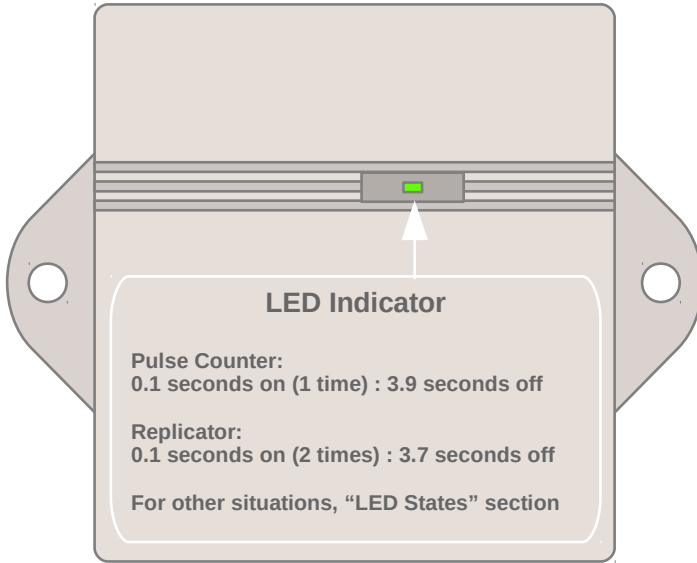 LED Indicator
Pulse Counter:
0.1 seconds on (1 time) : 3.9 seconds off
Replicator:
0.1 seconds on (2 times) : 3.7 seconds off
For other situations, “LED States” section